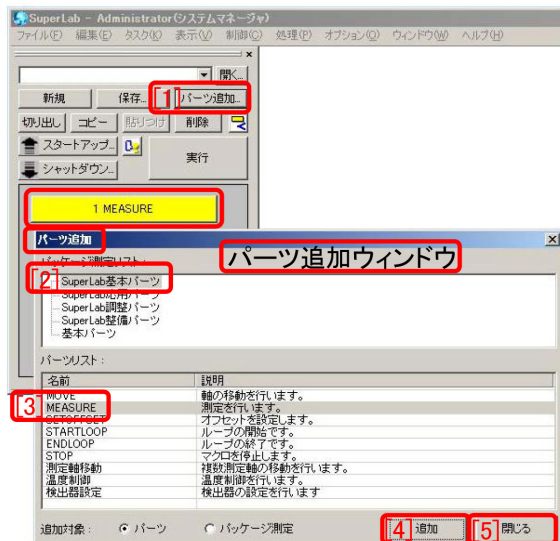 SuperLab - Administrator(システムマネージャ)
ファイル(F) 編集(E) タスク(K) 表示(V) 制御(C) 処理(P) オプション(O) ウィンドウ(W) ヘルプ(H)
開く...
新規 保存... [1] パーツ追加...
切り出し コピー 貼りつけ 削除
スタートアップ...
シャットダウン...
実行
1 MEASURE
パーツ追加
パーツ追加ウィンドウ
パッケージ測定リスト:
[2] SuperLab基本パーツ
SuperLab応用パーツ
SuperLab調整パーツ
SuperLab整備パーツ
基本パーツ
パーツリスト:
名前 説明
MOVE 軸の移動を行います。
[3] MEASURE 測定を行います。
SETOFFSET オフセットを設定します。
STARTLOOP ループの開始です。
ENDLOOP ループの終了です。
STOP マクロを停止します。
測定軸移動 複数測定軸の移動を行います。
温度制御 温度制御を行います。
検出器設定 検出器の設定を行います
追加対象: パーツ パッケージ測定 [4] 追加 [5] 閉じる